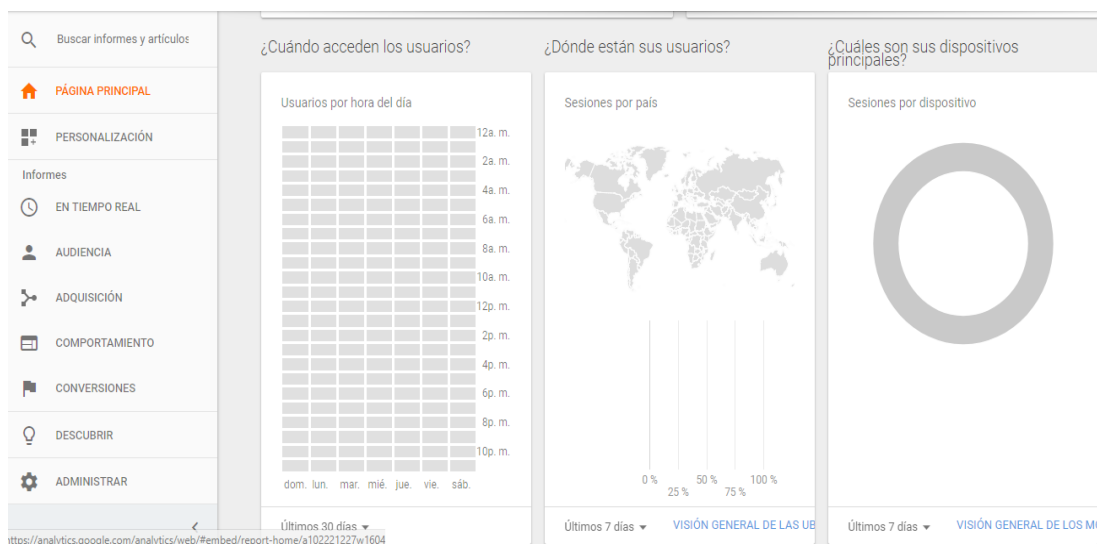 Buscar informes y artículos
PÁGINA PRINCIPAL
PERSONALIZACIÓN
Informes
EN TIEMPO REAL
AUDIENCIA
ADQUISICIÓN
COMPORTAMIENTO
CONVERSIONES
DESCUBRIR
ADMINISTRAR
https://analytics.google.com/analytics/web/#embed/report-home/a102221227w1604
¿Cuándo acceden los usuarios?
Usuarios por hora del día
12a. m.
2a. m.
4a. m.
6a. m.
8a. m.
10a. m.
12p. m.
2p. m.
4p. m.
6p. m.
8p. m.
10p. m.
dom. lun. mar. mié. jue. vie. sáb.
Últimos 30 días
¿Dónde están sus usuarios?
Sesiones por país
0 % 50 % 100 %
25 % 75 %
Últimos 7 días VISIÓN GENERAL DE LAS UB
¿Cuáles son sus dispositivos
principales?
Sesiones por dispositivo
Últimos 7 días VISIÓN GENERAL DE LOS MÓ